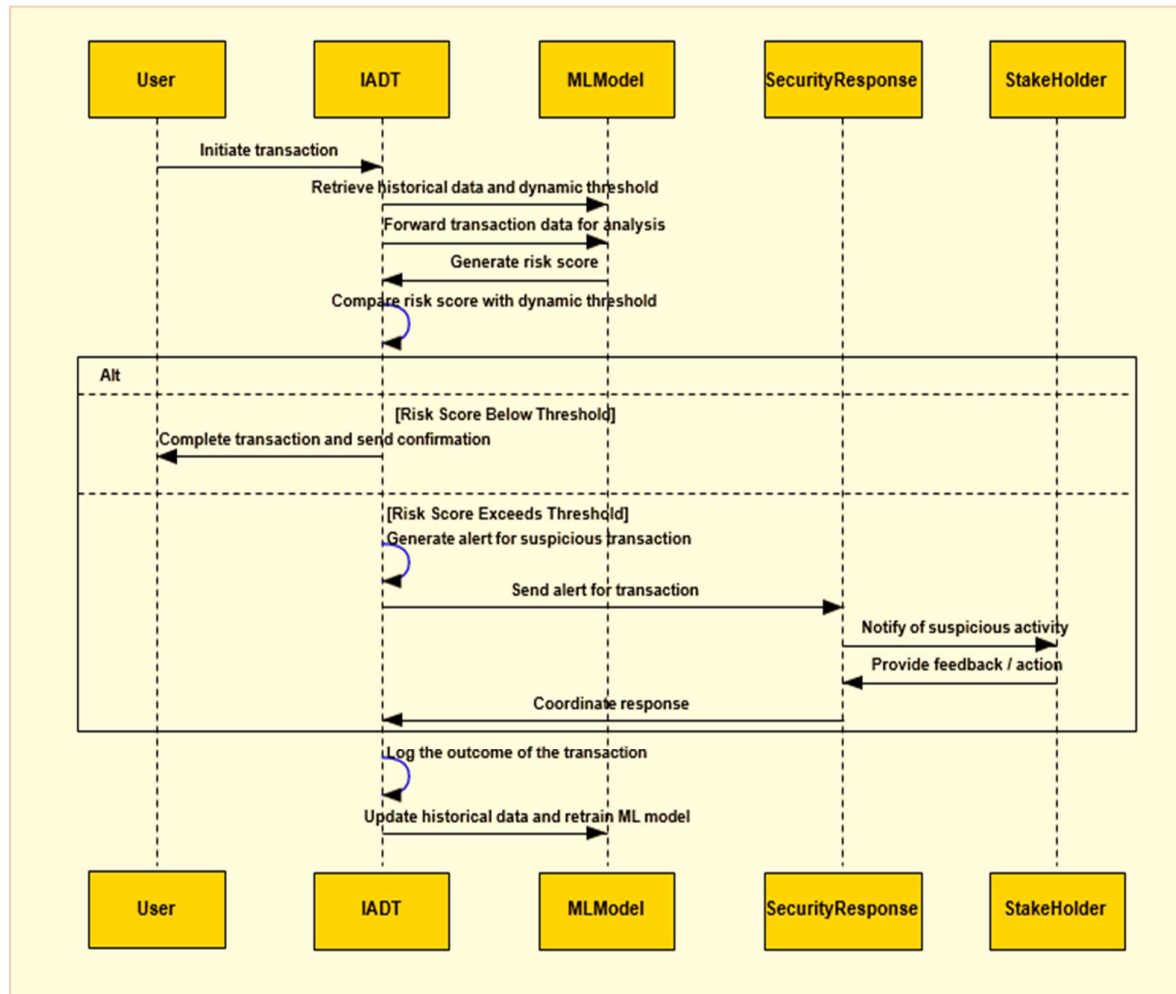 User
IADT
MLModel
SecurityResponse
StakeHolder
Initiate transaction
Retrieve historical data and dynamic threshold
Forward transaction data for analysis
Generate risk score
Compare risk score with dynamic threshold
Alt
[Risk Score Below Threshold]
Complete transaction and send confirmation
[Risk Score Exceeds Threshold]
Generate alert for suspicious transaction
Send alert for transaction
Notify of suspicious activity
Provide feedback / action
Coordinate response
Log the outcome of the transaction
Update historical data and retrain ML model
User
IADT
MLModel
SecurityResponse
StakeHolder